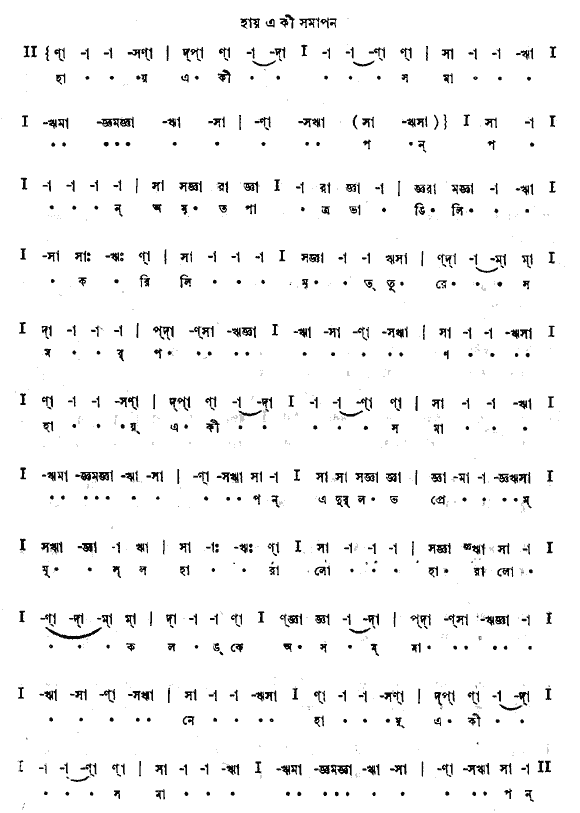 হায় এ কী সমাপন
II {ণ্া -া -া -সণ্া | দ্‌প্া ণ্া -া -দ্া I -া -া -ণ্া ণ্া | সা -া -া -ঋা I
হা • • য় এ • কী • • • • স মা • • •
I -ঋমা -জ্ঞমজ্ঞা -ঋা -সা | -ণ্া -সঋা (সা -ঋসা)} I সা -া I
•• ••• • • • •• প ন্ প •
I -া -া -া -া | সা সজ্ঞা রা জ্ঞা I -া রা জ্ঞা -া | জ্ঞরা মজ্ঞা -া -ঋা I
• • • ন্ অ মৃ • ত পা • ত্র ভা • ঙি • লি • • •
I -সা সাঃ -ঋঃ ণ্া | সা -া -া -া I সজ্ঞা -া -া ঋসা | ণ্‌দ্া -া -ম্া ম্া I
• ক • রি লি • • • মৃ • • ত্ তু • রে • • • স
I দ্া -া -া -া | প্‌দ্া -ণ্‌সা -ঋজ্ঞা I -ঋা -সা -ণ্া -সঋা | সা -া -া -ঋসা I
ম • • র্ প • •• •• • • • •• ণ • • ••
I ণ্া -া -া -সণ্া | দ্‌প্া ণ্া -া -দ্া I -া -া -ণ্া ণ্া | সা -া -া -ঋা I
হা • • • য়্ এ • কী • • • • • স মা • • •
I -ঋমা -জ্ঞমজ্ঞা -ঋা -সা | -ণ্া -সঋা সা -া I সা সা সজ্ঞা জ্ঞা | জ্ঞা -মা -া -জ্ঞঋসা I
•• ••• • • • •• প ন্ এ দুর্ ল • ভ প্রে • • • • ম্
I সঋা -জ্ঞা -া ঋা | সা -াঃ -ঋঃ ণ্া I সা -া -া -া | সজ্ঞা জ্ঞঋা সা -া I
মূ • • ল্ ল হা • • রা লো • • • হা • রা লো •
I -ণ্া -দ্া -ম্া ম্া | দ্া -া -া ণ্া I ণ্‌জ্ঞা জ্ঞা -া -দ্া | প্‌দ্া -ণ্‌সা -ঋজ্ঞা -া I
• • • ক ল • ঙ্ কে অ • স • ম্ মা • •• •• •
I -ঋা -সা -ণ্া -সঋা | সা -া -া -ঋসা I ণ্া -া -া -সণ্া | দ্‌প্া ণ্া -া -দ্া I
• • • •• নে • • •• হা • • • য়্ এ • কী • •
I -া -া -ণ্া ণ্া | সা -া -া -ঋা I -ঋমা -জ্ঞমজ্ঞা -ঋা -সা | -ণ্া -সঋা সা -া II
• • • স মা • • • •• ••• • • • •• প ন্